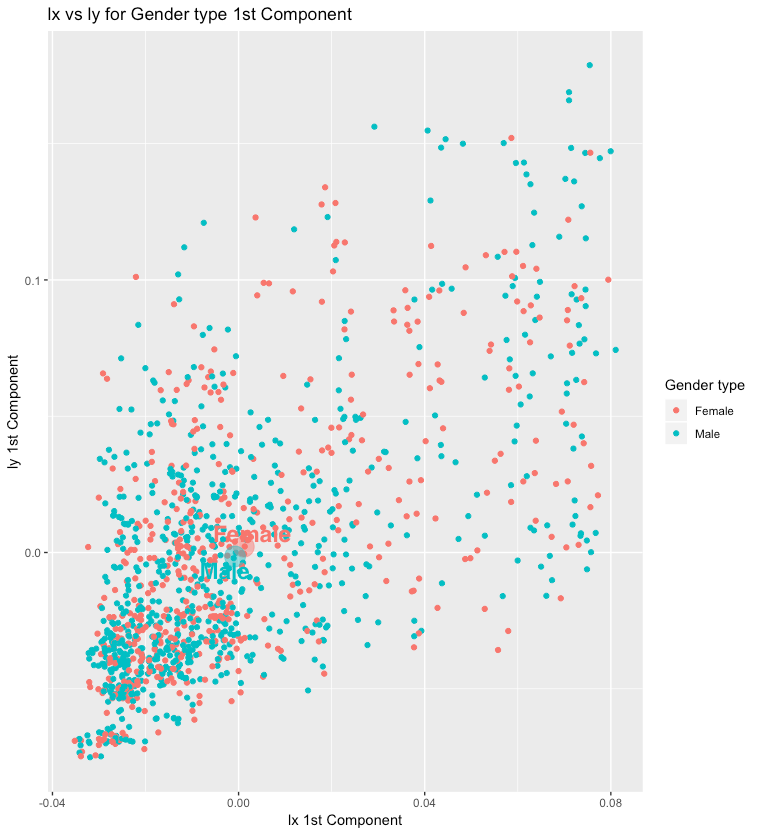 lx vs ly for Gender type 1st Component
0.1
0.0
ly 1st Component
Female
Male
-0.04
0.00
0.04
0.08
lx 1st Component
Gender type
Female
Male